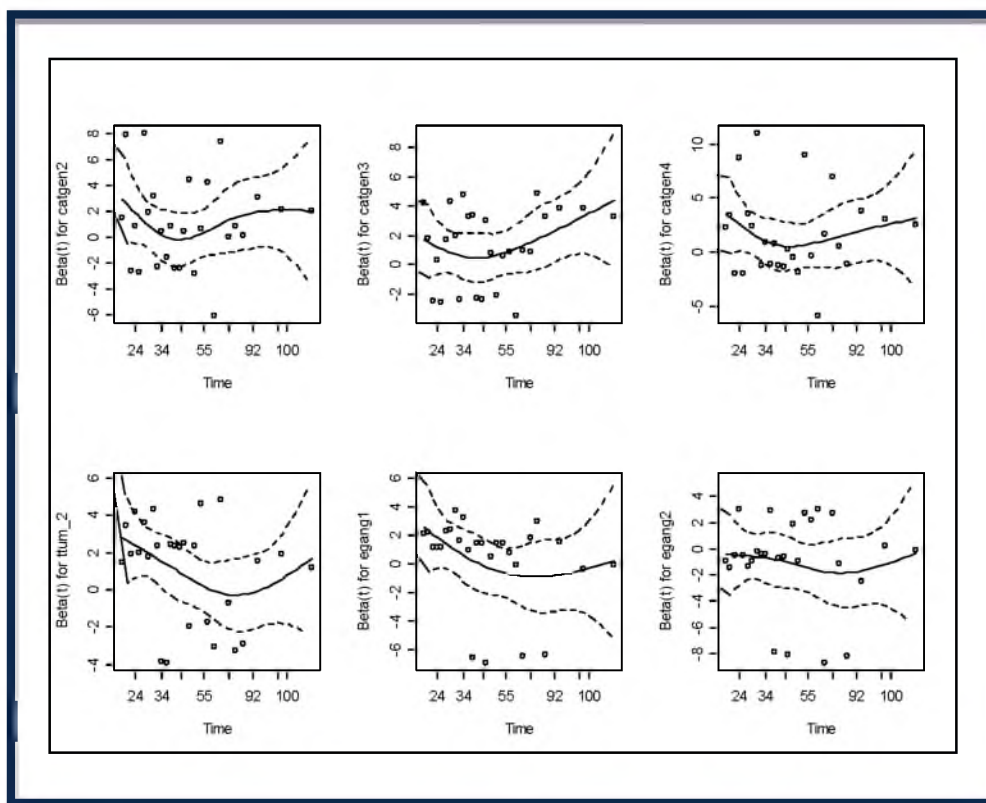 Beta(t) for catgen2
8
6
4
2
0
-2
-4
-6
24 34 55 92 100
Time
Beta(t) for catgen3
8
6
4
2
0
-2
24 34 55 92 100
Time
Beta(t) for catgen4
10
5
0
-5
24 34 55 92 100
Time
Beta(t) for ttum_2
6
4
2
0
-2
-4
24 34 55 92 100
Time
Beta(t) for egang1
6
4
2
0
-2
-4
-6
24 34 55 92 100
Time
Beta(t) for egang2
4
2
0
-2
-4
-6
-8
24 34 55 92 100
Time